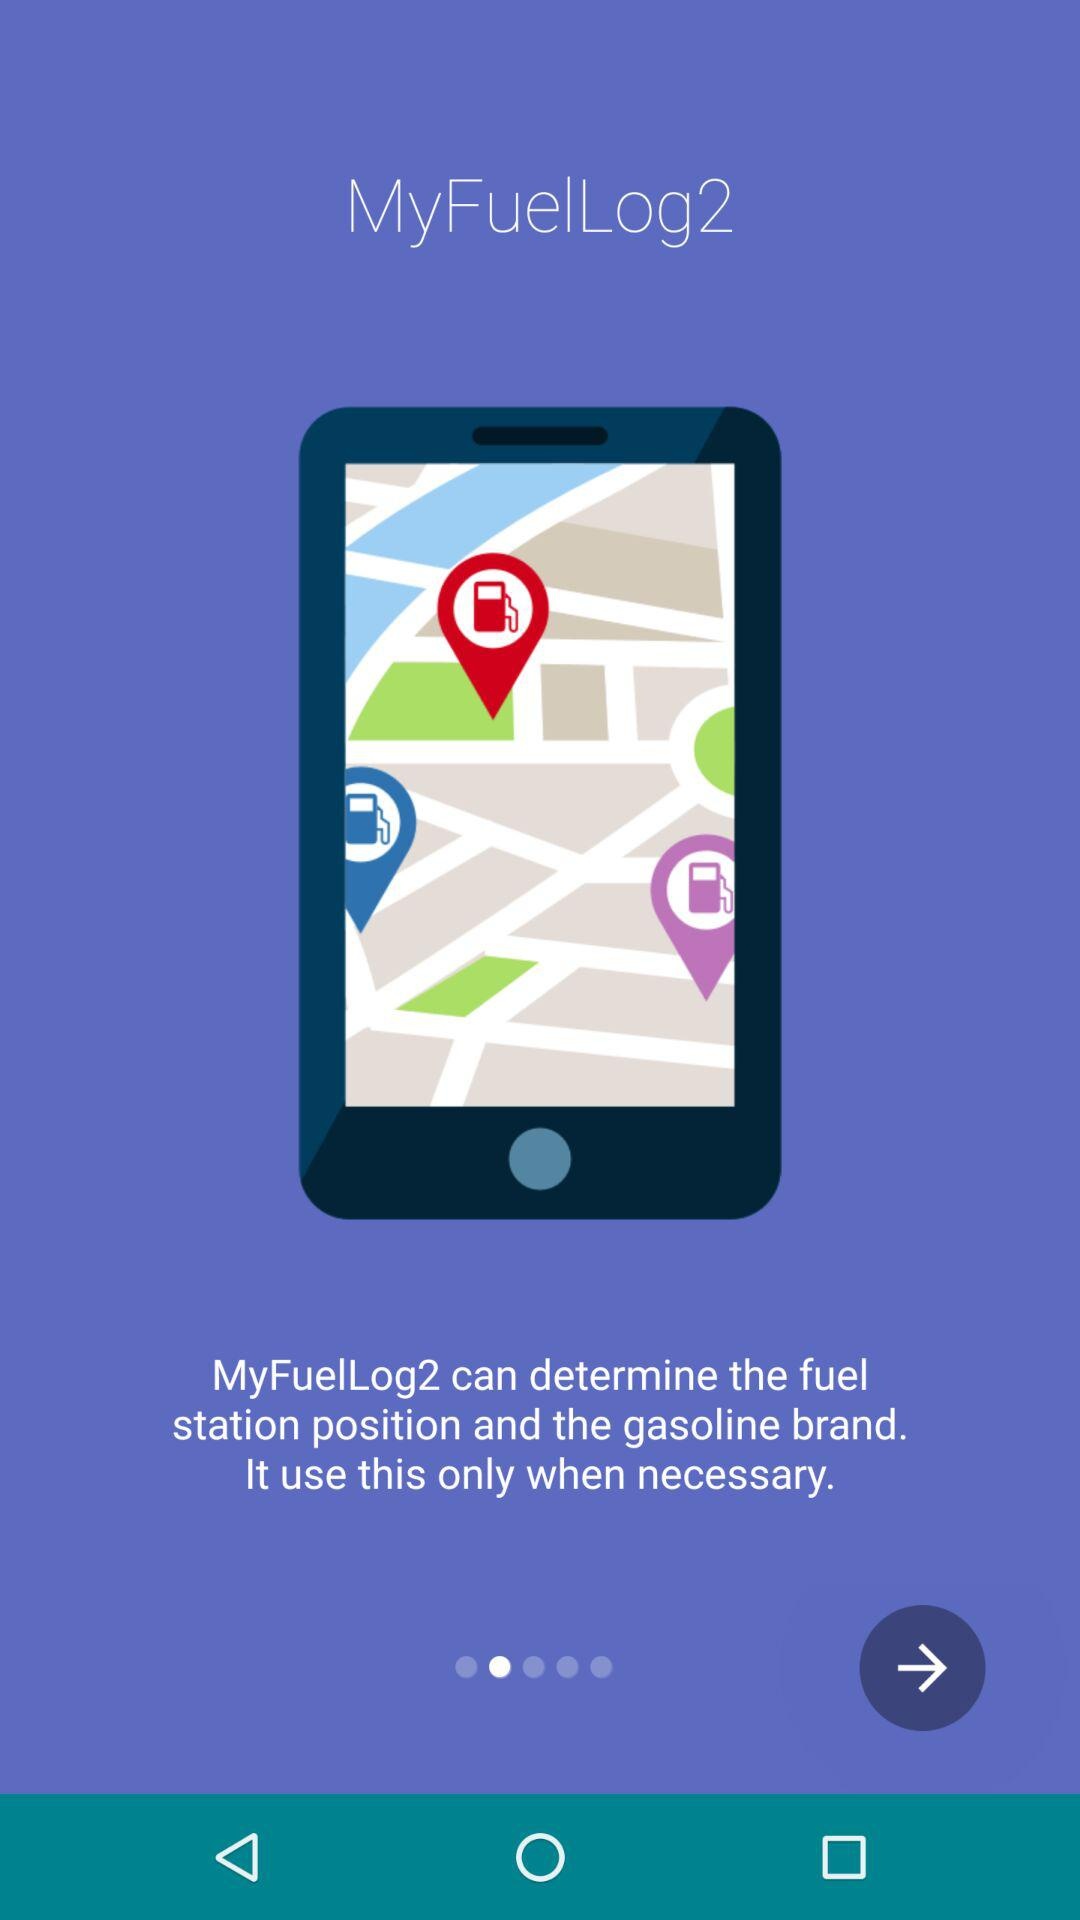 MyFuelLog2
MyFuelLog2 can determine the fuel
station position and the gasoline brand.
It use this only when necessary.